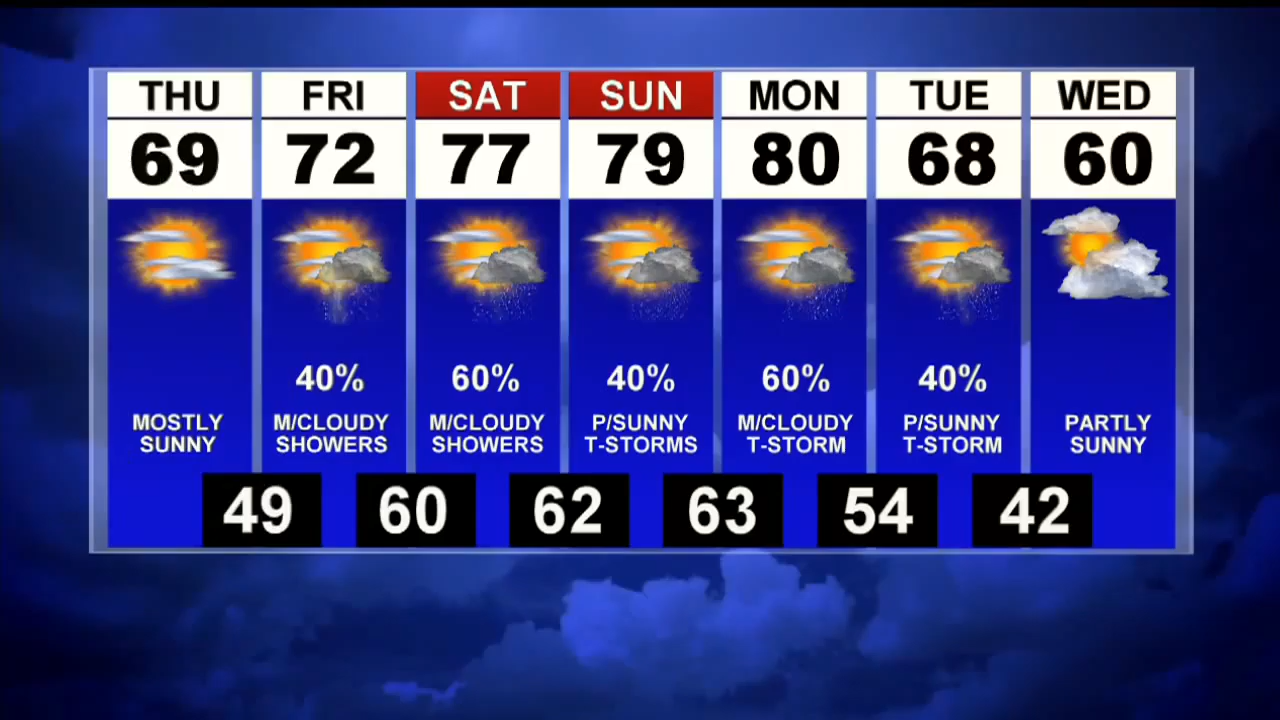 THU FRI SAT SUN MON TUE WED
69 72 77 79 80 68 60
40% 60% 40% 60% 40%
MOSTLY M/CLOUDY M/CLOUDY P/SUNNY M/CLOUDY P/SUNNY PARTLY
SUNNY SHOWERS SHOWERS T-STORMS T-STORM T-STORM SUNNY
49 60 62 63 54 42